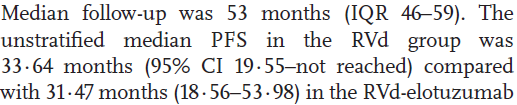 Median follow-up was 53 months (IQR 46–59). The
unstratified median PFS in the RVd group was
33·64 months (95% CI 19·55–not reached) compared
with 31·47 months (18·56–53·98) in the RVd-elotuzumab